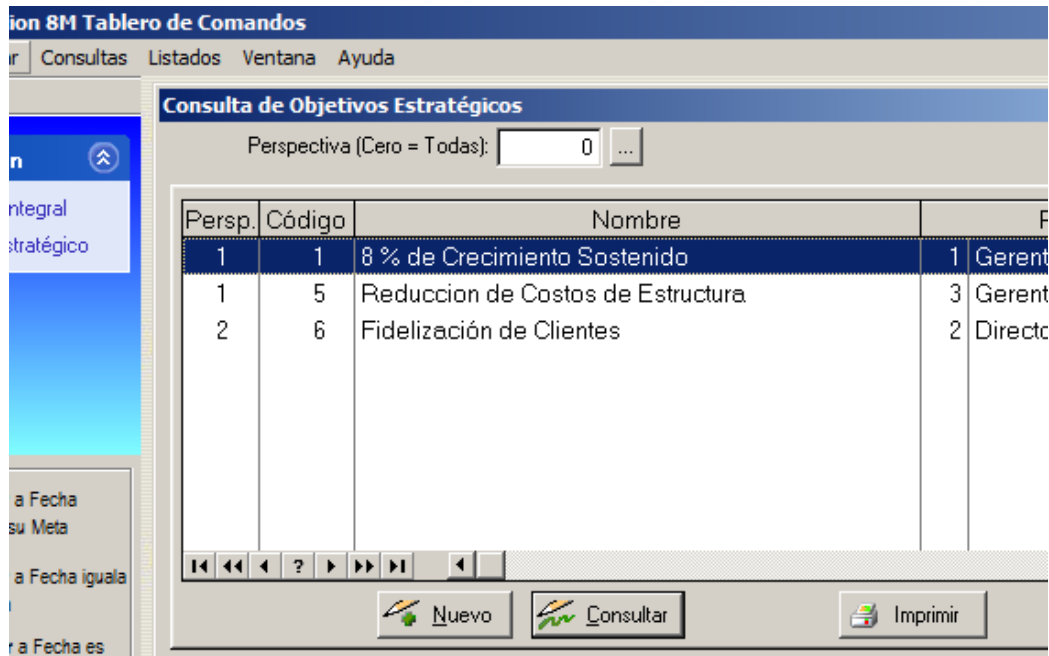 ion 8M Tablero de Comandos
ar Consultas Listados Ventana Ayuda
Consulta de Objetivos Estratégicos
Perspectiva (Cero = Todas): 0 ...
n
ntegral
stratégico
Persp. Código Nombre
1 1 8 % de Crecimiento Sostenido 1 Gerent
1 5 Reduccion de Costos de Estructura 3 Gerent
2 6 Fidelización de Clientes 2 Directo
a Fecha
su Meta
a Fecha iguala
r a Fecha es
?
Nuevo Consultar Imprimir